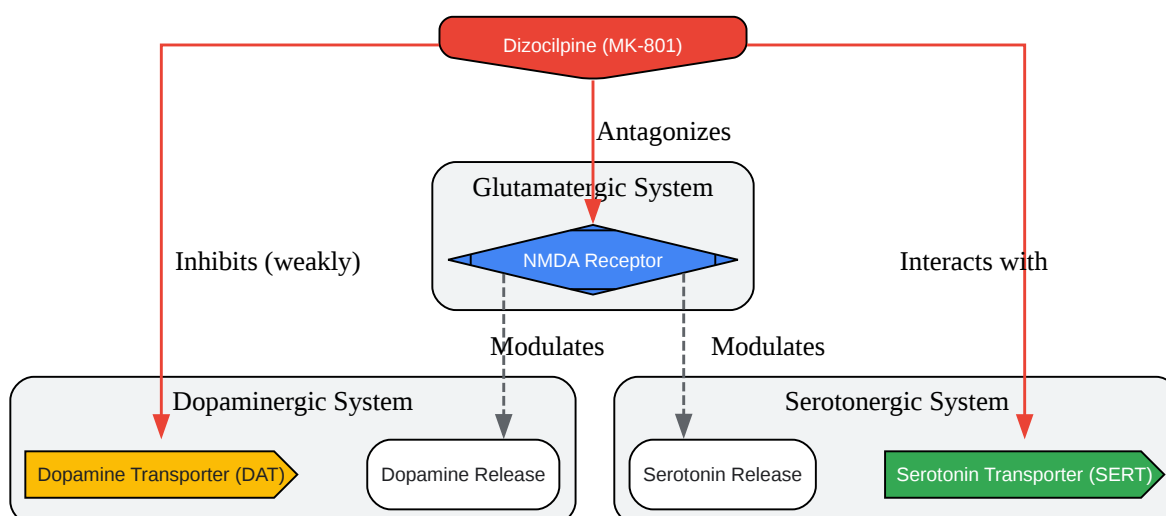 Dizocilpine (MK-801)
Antagonizes
Glutamatergic System
Inhibits (weakly)
NMDA Receptor
Interacts with
Modulates
Modulates
Dopaminergic System
Serotonergic System
Dopamine Transporter (DAT)
Dopamine Release
Serotonin Release
Serotonin Transporter (SERT)